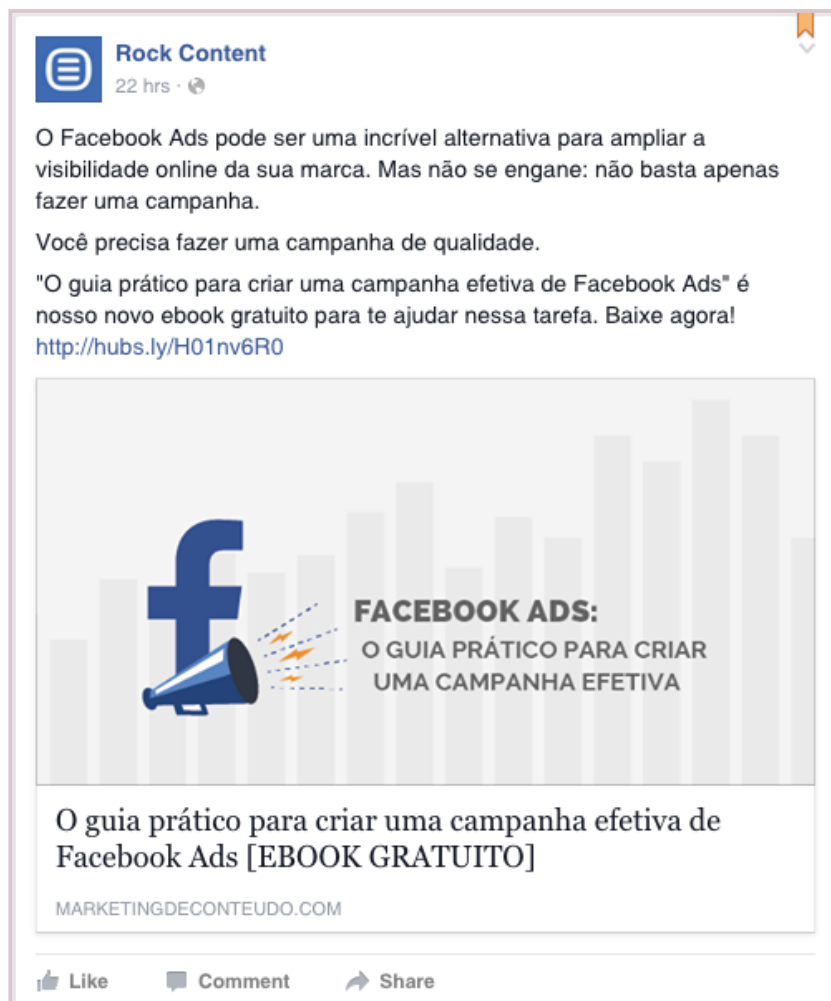 Rock Content
22 hrs ·
O Facebook Ads pode ser uma incrível alternativa para ampliar a
visibilidade online da sua marca. Mas não se engane: não basta apenas
fazer uma campanha.
Você precisa fazer uma campanha de qualidade.
"O guia prático para criar uma campanha efetiva de Facebook Ads" é
nosso novo ebook gratuito para te ajudar nessa tarefa. Baixe agora!
http://hubs.ly/H01nv6R0
FACEBOOK ADS:
O GUIA PRÁTICO PARA CRIAR
UMA CAMPANHA EFETIVA
O guia prático para criar uma campanha efetiva de
Facebook Ads [EBOOK GRATUITO]
MARKETINGDECONTEUDO.COM
Like Comment Share